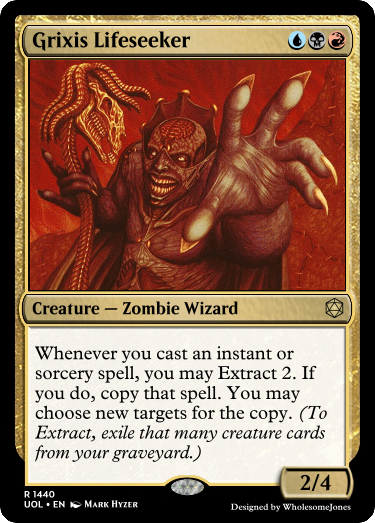 Grixis Lifeseeker
Creature — Zombie Wizard
Whenever you cast an instant or
sorcery spell, you may Extract 2. If
you do, copy that spell. You may
choose new targets for the copy. (To
Extract, exile that many creature cards
from your graveyard.)
2/4
R 1440
UOL • EN Mark Hyzer
Designed by WholesomeJones